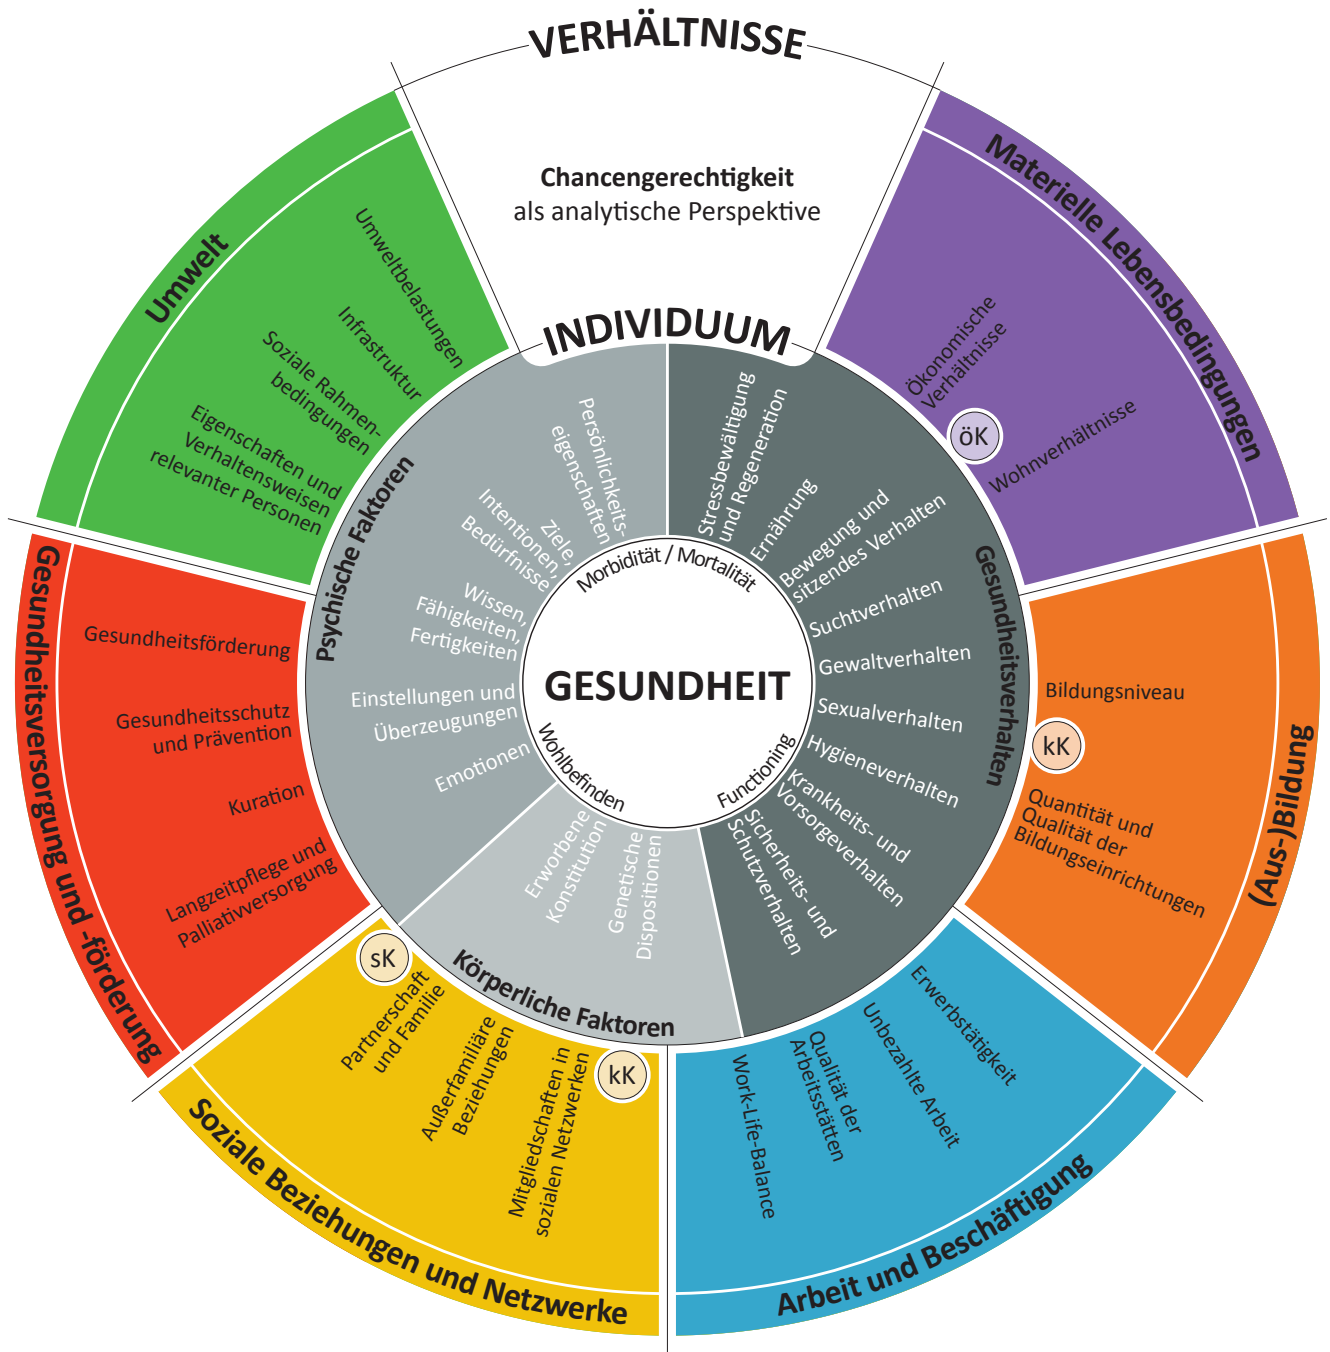 VERHÄLTNISSE
Chancengerechtigkeit
als analytische Perspektive
Materielle Lebensbedingungen
Ökonomische
Verhältnisse
öK
Wohnverhältnisse
(Aus-)Bildung
Bildungsniveau
kK
Quantität und
Qualität der
Bildungseinrichtungen
Arbeit und Beschäftigung
Erwerbstätigkeit
Unbezahlte Arbeit
Qualität der
Arbeitsstätten
Work-Life-Balance
Soziale Beziehungen und Netzwerke
kK
Mitgliedschaften in
sozialen Netzwerken
Außerfamiliäre
Beziehungen
Partnerschaft
und Familie
sK
Gesundheitsversorgung und -förderung
Langzeitpflege und
Palliativversorgung
Kuration
Gesundheitsschutz
und Prävention
Gesundheitsförderung
Umwelt
Eigenschaften und
Verhaltensweisen
relevanter Personen
Soziale Rahmen-
bedingungen
Infrastruktur
Umweltbelastungen
INDIVIDUUM
Gesundheitsverhalten
Stressbewältigung
und Regeneration
Ernährung
Bewegung und
sitzendes Verhalten
Suchtverhalten
Gewaltverhalten
Sexualverhalten
Hygieneverhalten
Krankheits- und
Vorsorgeverhalten
Sicherheits- und
Schutzverhalten
Körperliche Faktoren
Genetische
Dispositionen
Erworbene
Konstitution
Psychische Faktoren
Emotionen
Einstellungen und
Überzeugungen
Wissen,
Fähigkeiten,
Fertigkeiten
Ziele,
Intentionen,
Bedürfnisse
Persönlichkeits-
eigenschaften
Morbidität / Mortalität
GESUNDHEIT
Wohlbefinden
Functioning